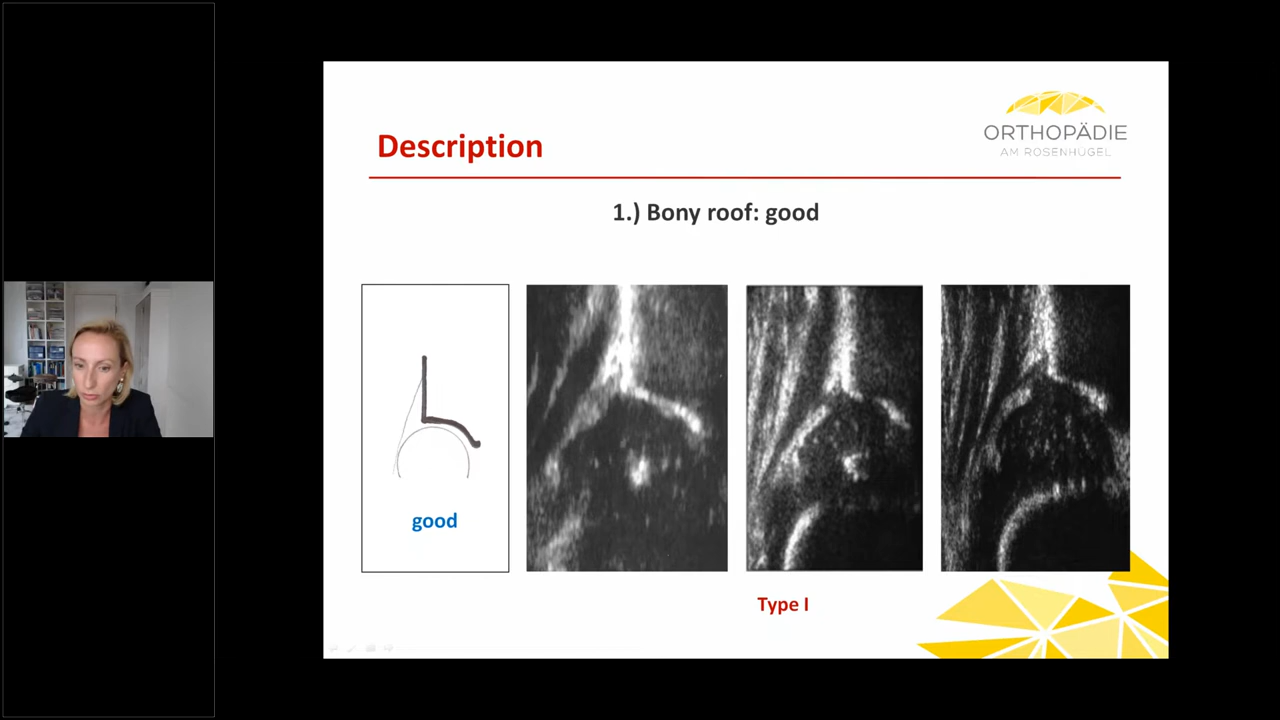 ORTHOPÄDIE
AM ROSENHÜGEL
Description
1.) Bony roof: good
good
Type I